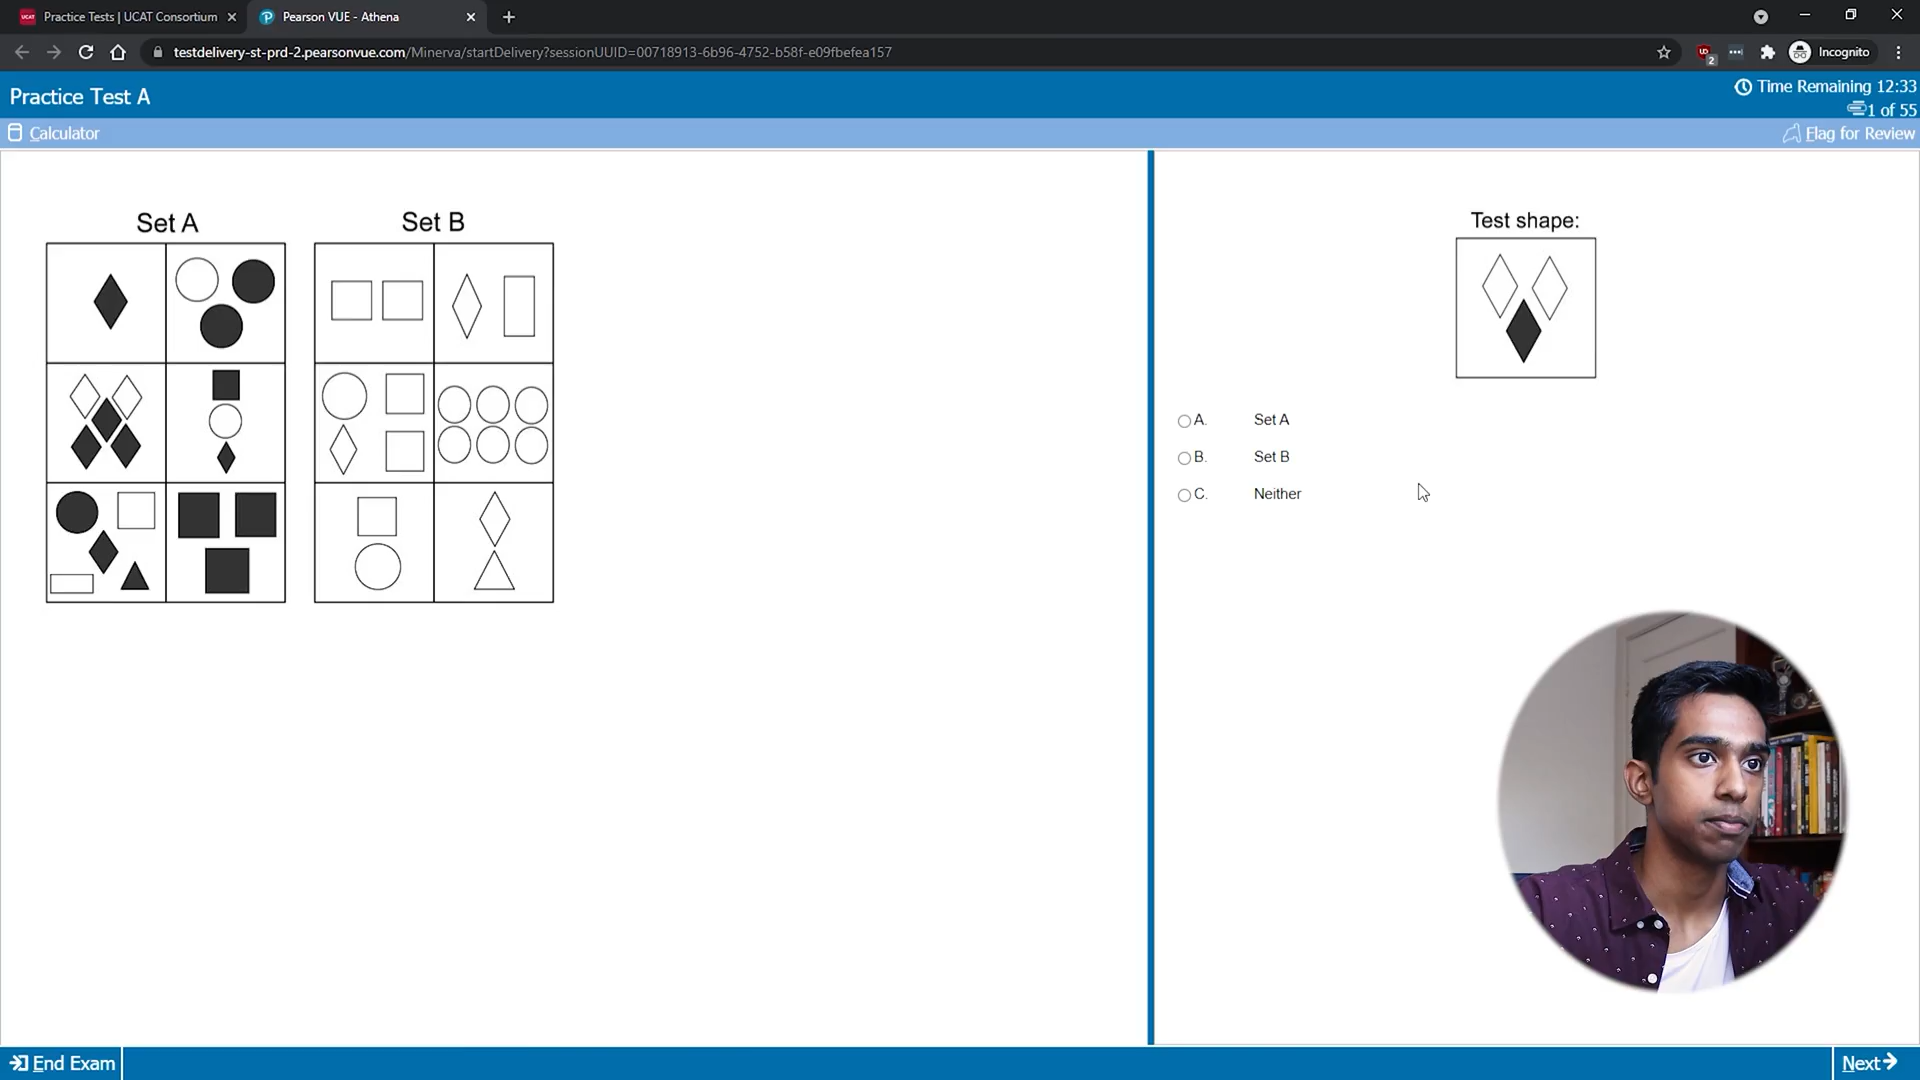 Practice Tests | UCAT Consortium
Pearson VUE - Athena
testdelivery-st-prd-2.pearsonvue.com/Minerva/startDelivery?sessionUUID=00718913-6b96-4752-b58f-e09fbefea157
2
Incognito
Practice Test A
Time Remaining 12:33
1 of 55
Calculator
Flag for Review
Set A
Set B
Test shape:
A. Set A
B. Set B
C. Neither
End Exam
Next